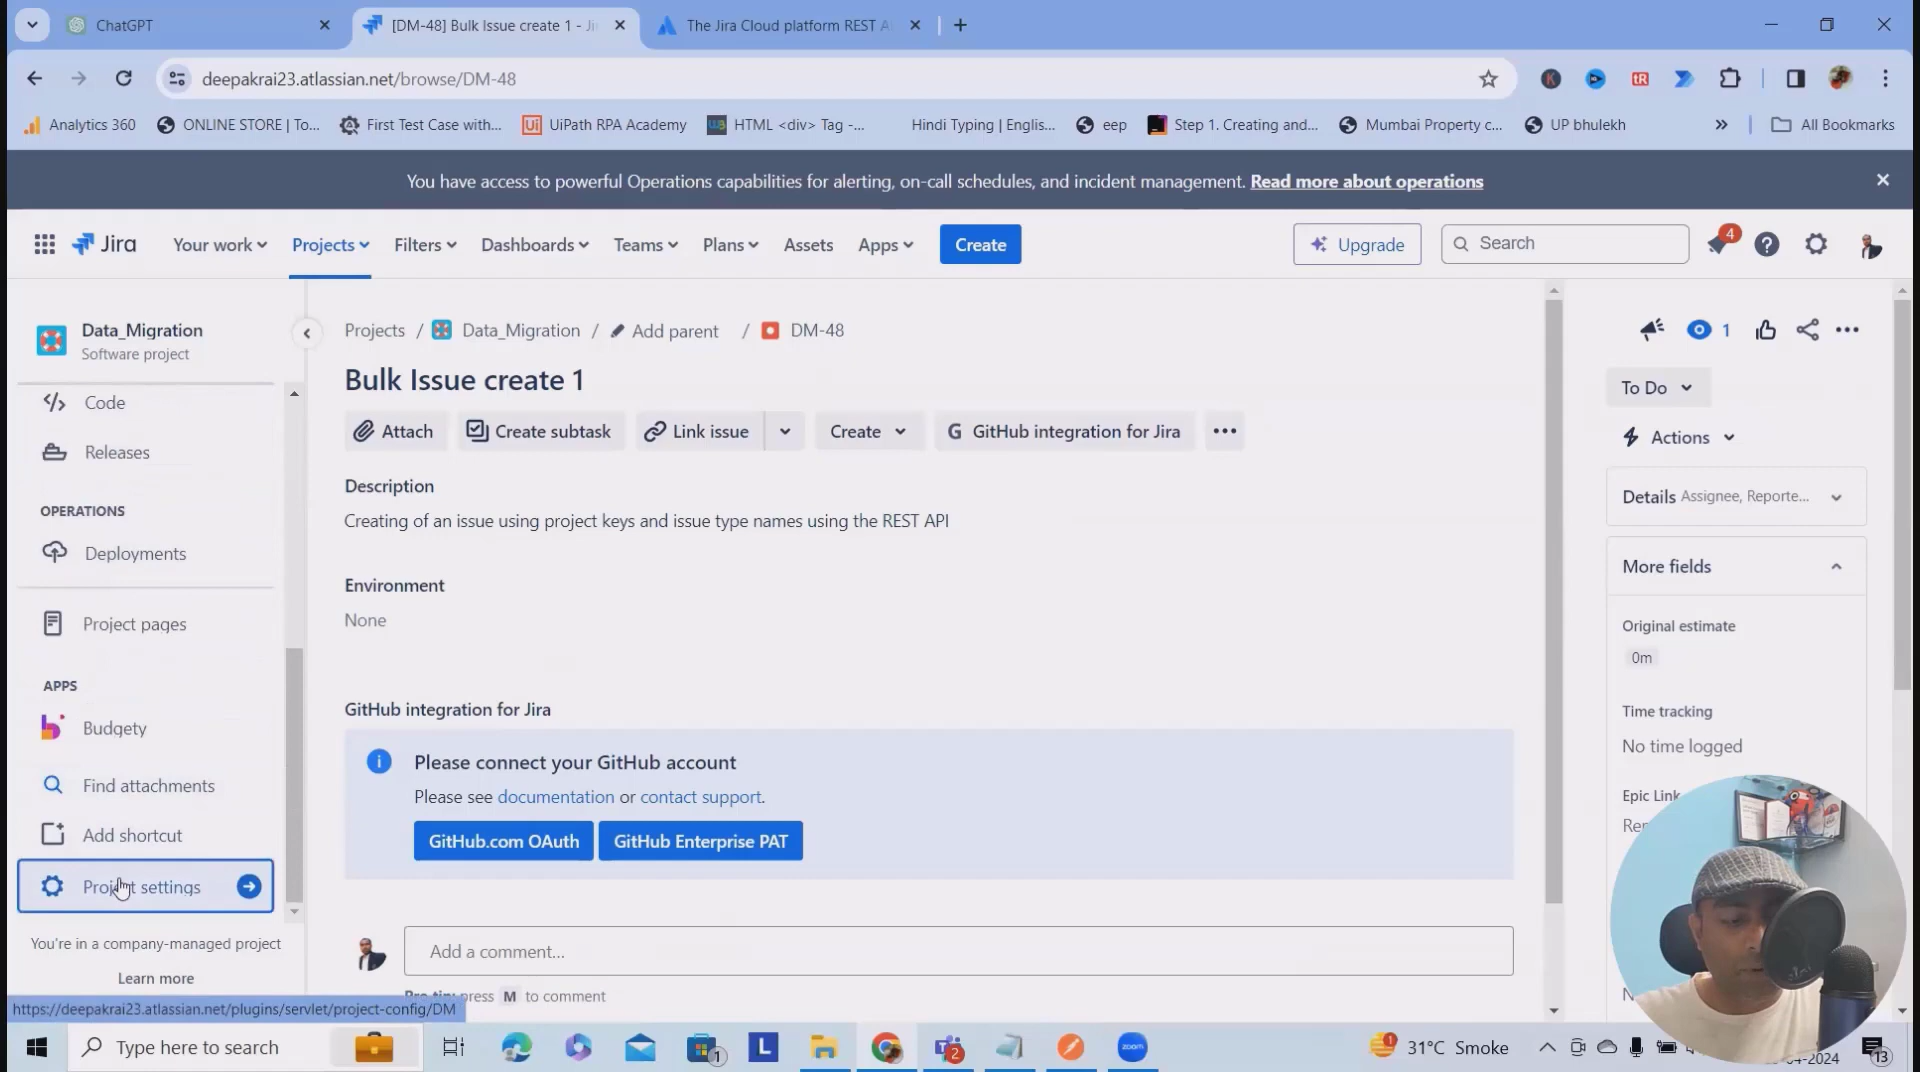 ChatGPT
[DM-48] Bulk Issue create 1 - Ji
The Jira Cloud platform REST A
deepakrai23.atlassian.net/browse/DM-48
Analytics 360
ONLINE STORE | To...
First Test Case with...
UiPath RPA Academy
HTML <div> Tag -...
Hindi Typing | Englis...
eep
Step 1. Creating and...
Mumbai Property c...
UP bhulekh
All Bookmarks
You have access to powerful Operations capabilities for alerting, on-call schedules, and incident management. Read more about operations
Jira
Your work
Projects
Filters
Dashboards
Teams
Plans
Assets
Apps
Create
Upgrade
Search
4
Data_Migration
Software project
Code
Releases
OPERATIONS
Deployments
Project pages
APPS
Budgety
Find attachments
Add shortcut
Project settings
You're in a company-managed project
Learn more
https://deepakrai23.atlassian.net/plugins/servlet/project-config/DM
Projects / Data_Migration / Add parent / DM-48
Bulk Issue create 1
Attach
Create subtask
Link issue
Create
G GitHub integration for Jira
Description
Creating of an issue using project keys and issue type names using the REST API
Environment
None
GitHub integration for Jira
Please connect your GitHub account
Please see documentation or contact support.
GitHub.com OAuth
GitHub Enterprise PAT
Add a comment...
press M to comment
1
To Do
Actions
Details Assignee, Reporte...
More fields
Original estimate
0m
Time tracking
No time logged
Epic Link
Type here to search
1
L
2
zoom
1
31°C Smoke
-2024
13